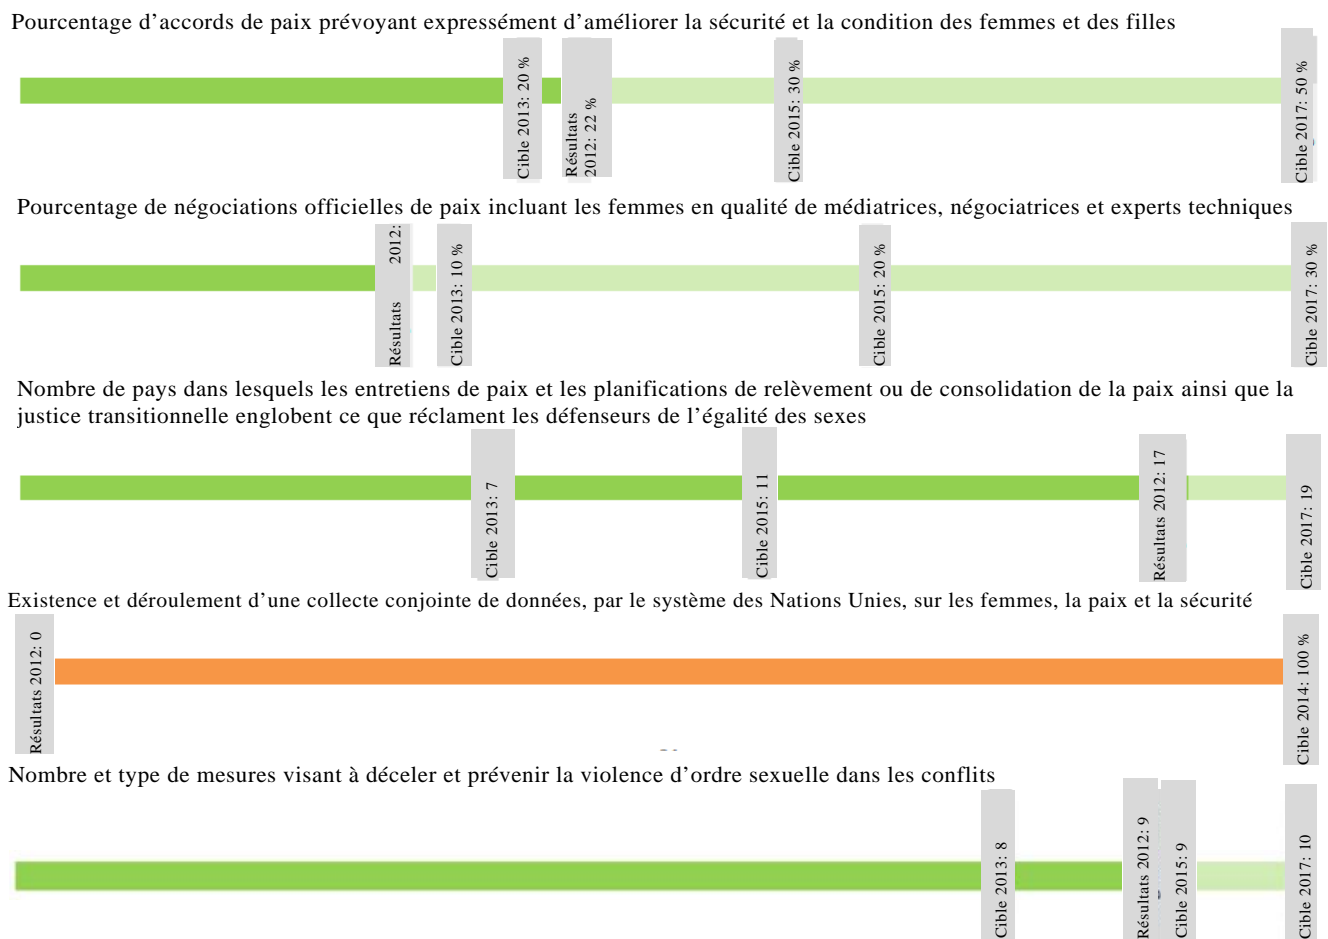 Pourcentage d’accords de paix prévoyant expressément d’améliorer la sécurité et la condition des femmes et des filles
Cible 2013: 20 %
Résultats
2012: 22 %
Cible 2015: 30 %
Cible 2017: 50 %
Pourcentage de négociations officielles de paix incluant les femmes en qualité de médiatrices, négociatrices et experts techniques
Résultats 2012:
Cible 2013: 10 %
Cible 2015: 20 %
Cible 2017: 30 %
Nombre de pays dans lesquels les entretiens de paix et les planifications de relèvement ou de consolidation de la paix ainsi que la
justice transitionnelle englobent ce que réclament les défenseurs de l’égalité des sexes
Cible 2013: 7
Cible 2015: 11
Résultats 2012: 17
Cible 2017: 19
Existence et déroulement d’une collecte conjointe de données, par le système des Nations Unies, sur les femmes, la paix et la sécurité
Résultats 2012: 0
Cible 2014: 100 %
Nombre et type de mesures visant à déceler et prévenir la violence d’ordre sexuelle dans les conflits
Cible 2013: 8
Résultats 2012: 9
Cible 2015: 9
Cible 2017: 10